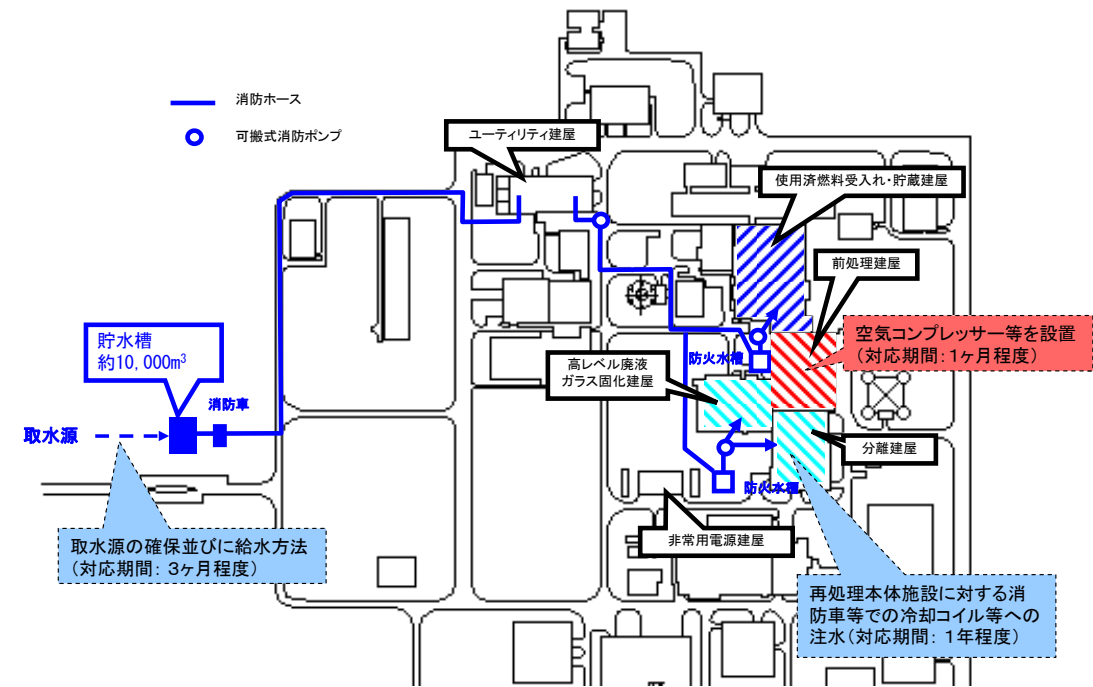 消防ホース
可搬式消防ポンプ
ユーティリティ建屋
使用済燃料受入れ・貯蔵建屋
前処理建屋
空気コンプレッサー等を設置
(対応期間:1ヶ月程度)
貯水槽
約10,000m³
消防車
取水源
防火水槽
高レベル廃液
ガラス固化建屋
分離建屋
防火水槽
非常用電源建屋
取水源の確保並びに給水方法
(対応期間: 3ヶ月程度)
再処理本体施設に対する消
防車等での冷却コイル等への
注水(対応期間: 1年程度)